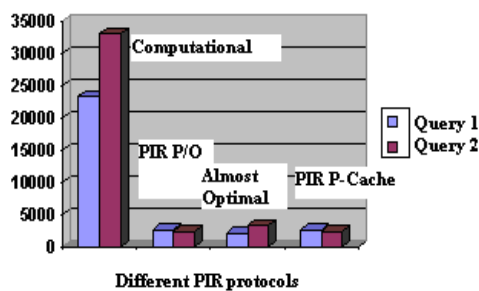 35000
30000
25000
20000
15000
10000
5000
0
Computational
PIR P/O
Almost
Optimal
PIR P-Cache
Query 1
Query 2
Different PIR protocols